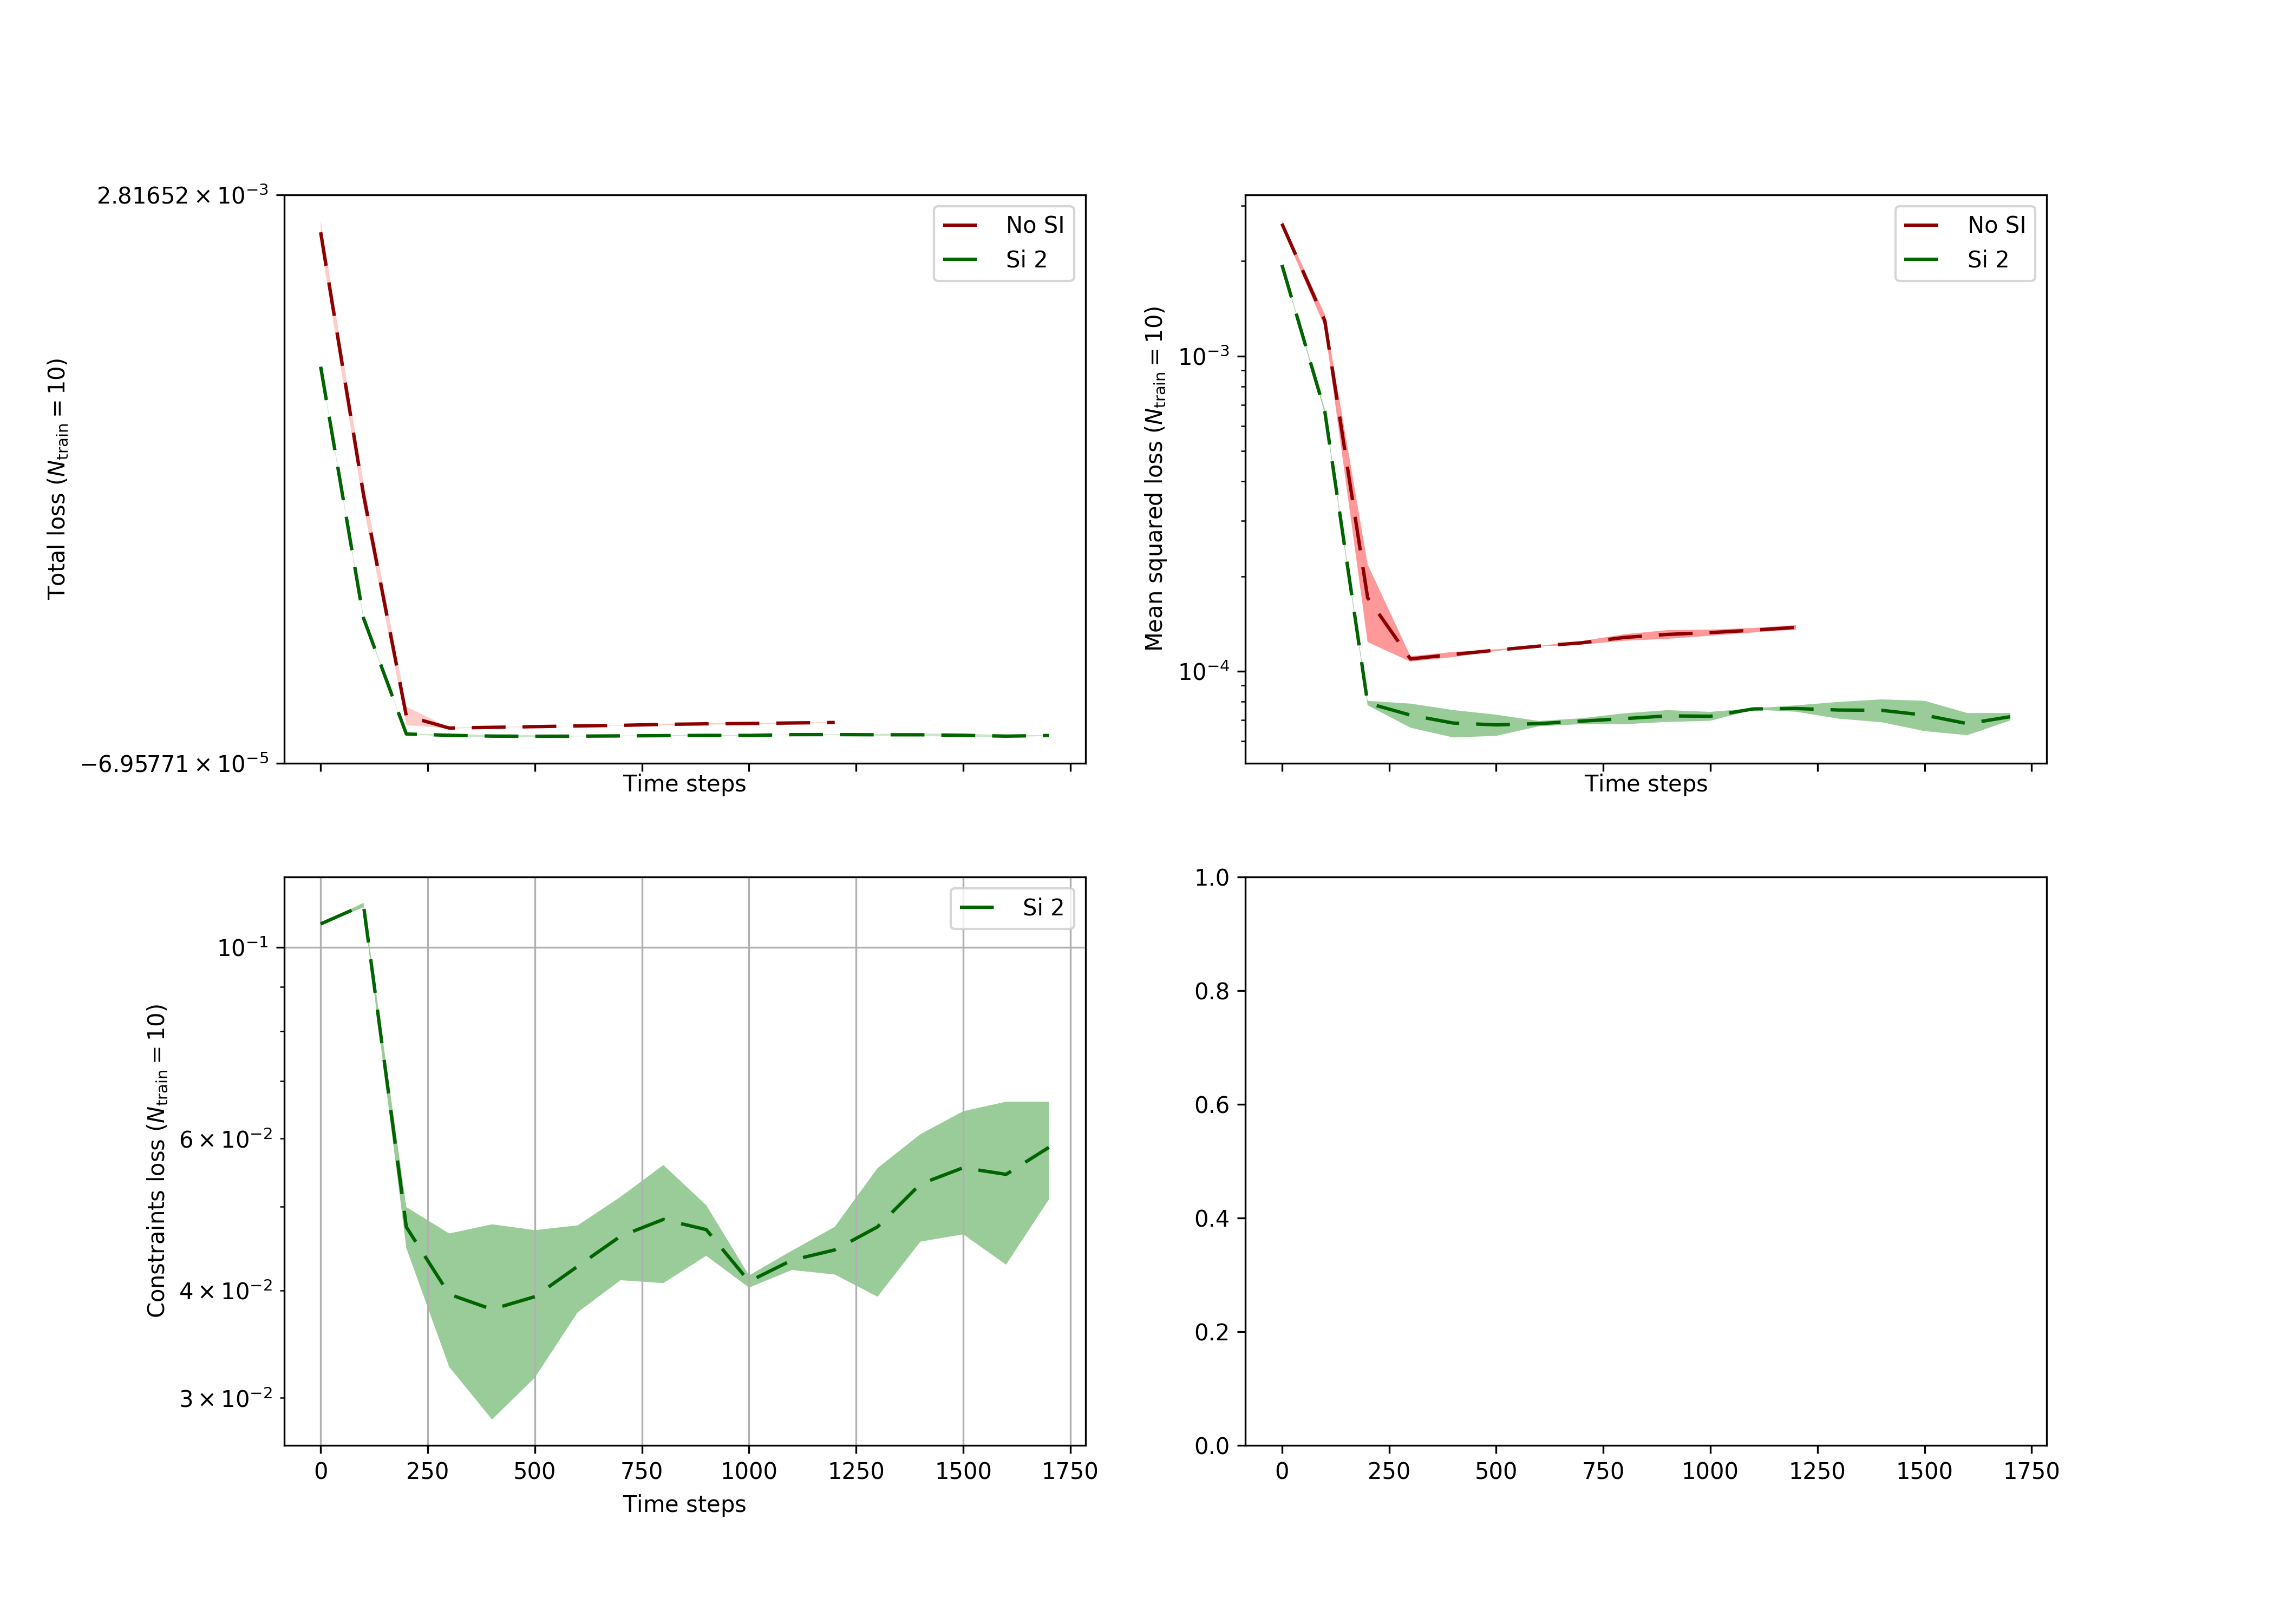 2.81652 × 10⁻³
−6.95771 × 10⁻⁵
Total loss (N_train = 10)
No SI
Si 2
Time steps
10⁻³
10⁻⁴
Mean squared loss (N_train = 10)
No SI
Si 2
Time steps
10⁻¹
6 × 10⁻²
4 × 10⁻²
3 × 10⁻²
Constraints loss (N_train = 10)
Si 2
0 250 500 750 1000 1250 1500 1750
Time steps
1.0
0.8
0.6
0.4
0.2
0.0
0 250 500 750 1000 1250 1500 1750